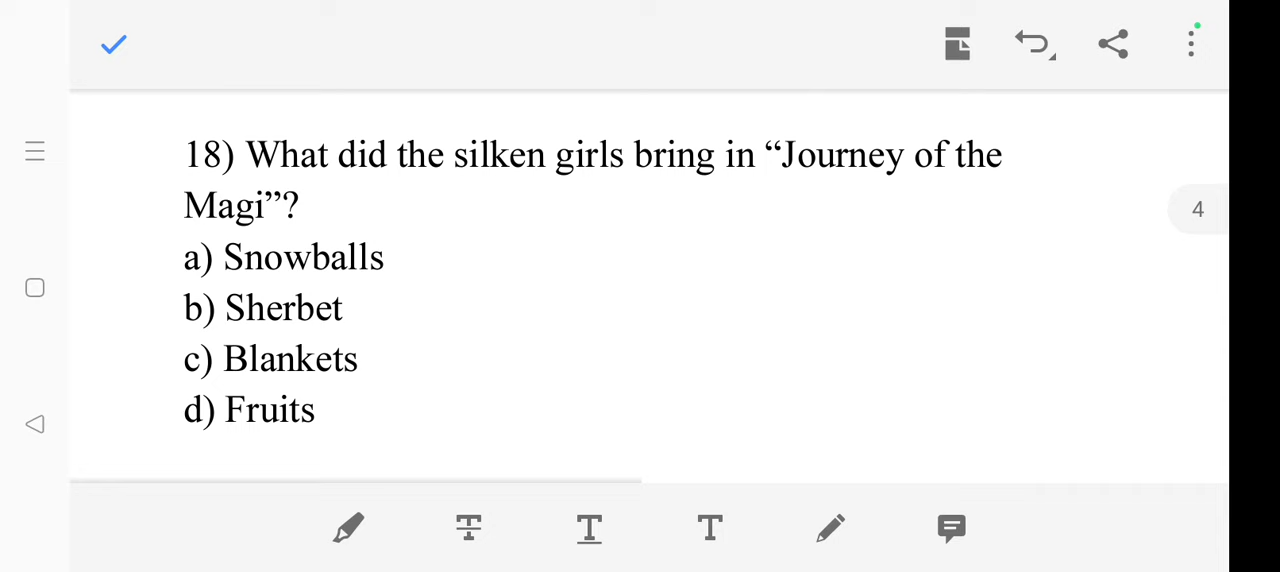 18) What did the silken girls bring in “Journey of the
Magi”?
4
a) Snowballs
b) Sherbet
c) Blankets
d) Fruits